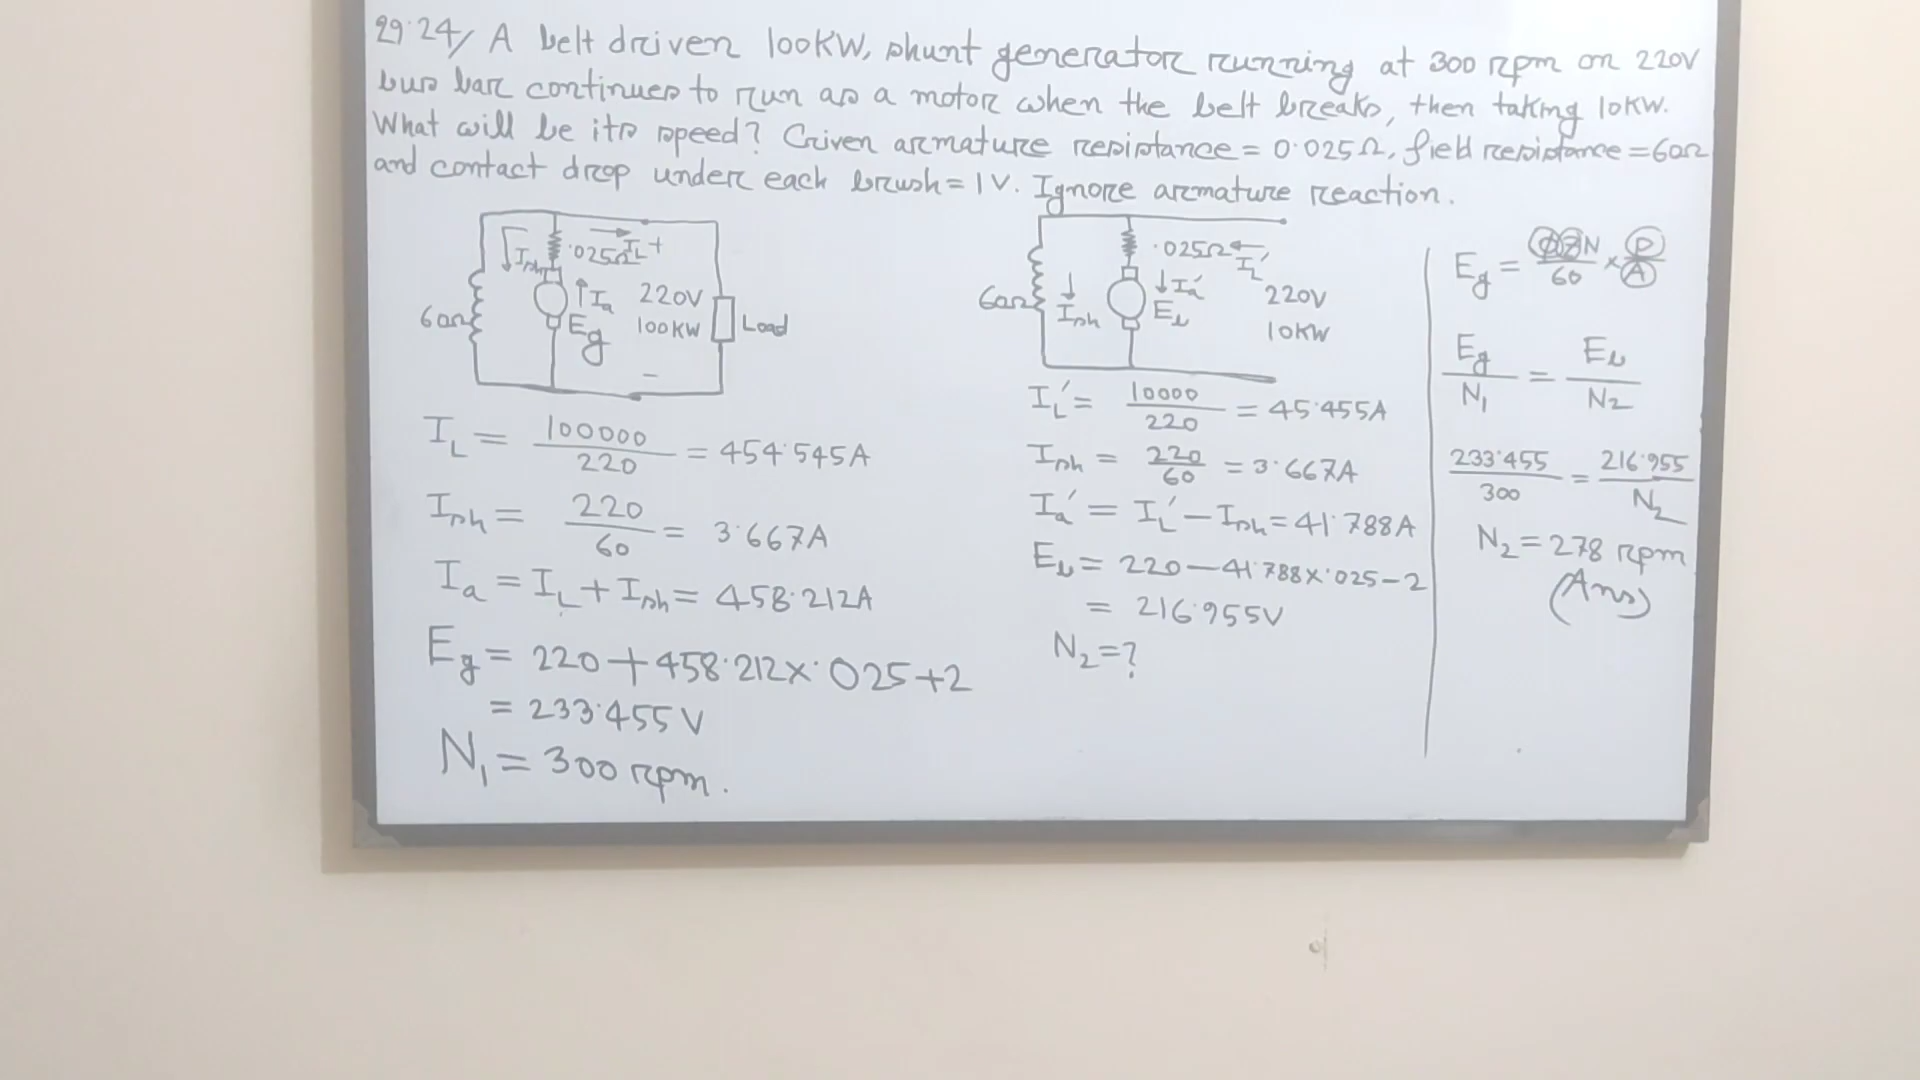 29.24/ A belt driven 100KW, shunt generator running at 300 rpm on 220V
bus bar continues to run as a motor when the belt breaks, then taking 10KW.
What will be its speed? Given armature resistance = 0.025Ω, field resistance = 60Ω
and contact drop under each brush = 1V. Ignore armature reaction.
Ish
.025Ω
IL
+
60Ω
Ia
Eg
220V
100KW
Load
-
IL = 100000/220 = 454.545A
Ish = 220/60 = 3.667A
Ia = IL + Ish = 458.212A
Eg = 220 + 458.212 × .025 + 2
= 233.455 V
N1 = 300 rpm.
.025Ω
IL'
60Ω
Ish
Ia'
Eb
220V
10KW
IL' = 10000/220 = 45.455A
Ish = 220/60 = 3.667A
Ia' = IL' - Ish = 41.788A
Eb = 220 - 41.788 × .025 - 2
= 216.955V
N2 = ?
Eg = ΦZN/60 × P/A
Eg/N1 = Eb/N2
233.455/300 = 216.955/N2
N2 = 278 rpm
(Ans)